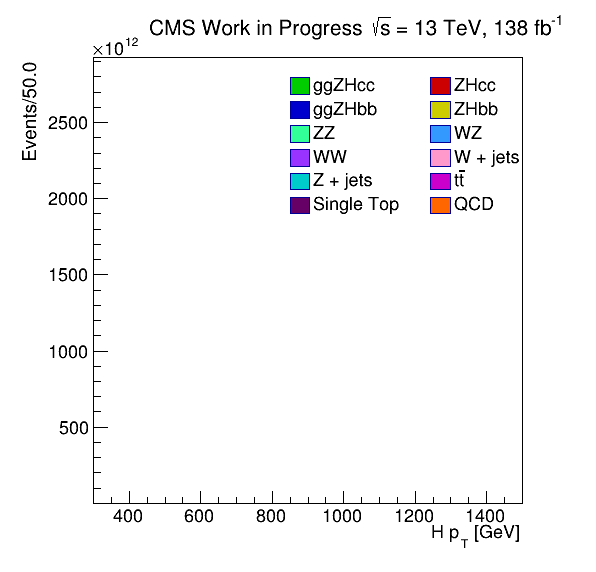 CMS Work in Progress √s = 13 TeV, 138 fb⁻¹
×10¹²
Events/50.0
ggZHcc ZHcc
ggZHbb ZHbb
ZZ WZ
WW W + jets
Z + jets tt̄
Single Top QCD
2500
2000
1500
1000
500
400 600 800 1000 1200 1400
H p_T [GeV]